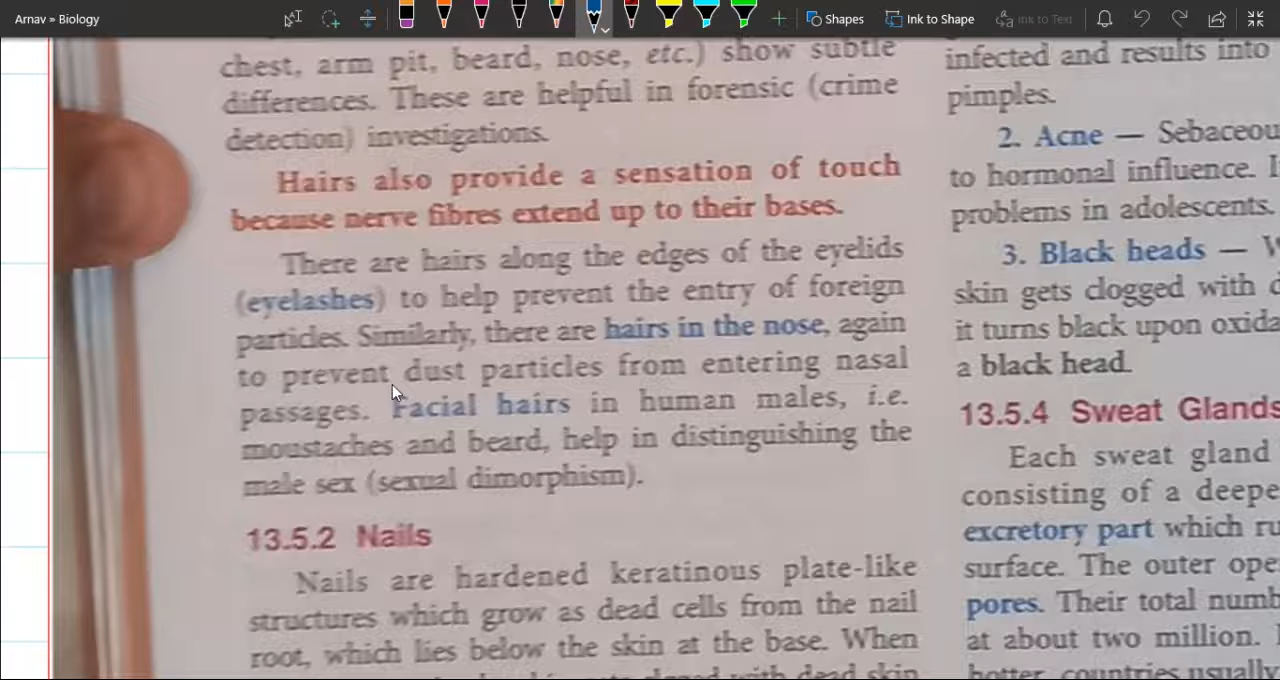 Arnav » Biology
Shapes
Ink to Shape
Ink to Text
chest, arm pit, beard, nose, etc.) show subtle
differences. These are helpful in forensic (crime
detection) investigations.
Hairs also provide a sensation of touch
because nerve fibres extend up to their bases.
There are hairs along the edges of the eyelids
(eyelashes) to help prevent the entry of foreign
particles. Similarly, there are hairs in the nose, again
to prevent dust particles from entering nasal
passages. Facial hairs in human males, i.e.
moustaches and beard, help in distinguishing the
male sex (sexual dimorphism).
13.5.2 Nails
Nails are hardened keratinous plate-like
structures which grow as dead cells from the nail
root, which lies below the skin at the base. When
with dead skin
infected and results into
pimples.
2. Acne — Sebaceou
to hormonal influence. I
problems in adolescents.
3. Black heads — W
skin gets clogged with d
it turns black upon oxida
a black head.
13.5.4 Sweat Glands
Each sweat gland
consisting of a deepe
excretory part which ru
surface. The outer ope
pores. Their total numb
at about two million.
hotter countries usually